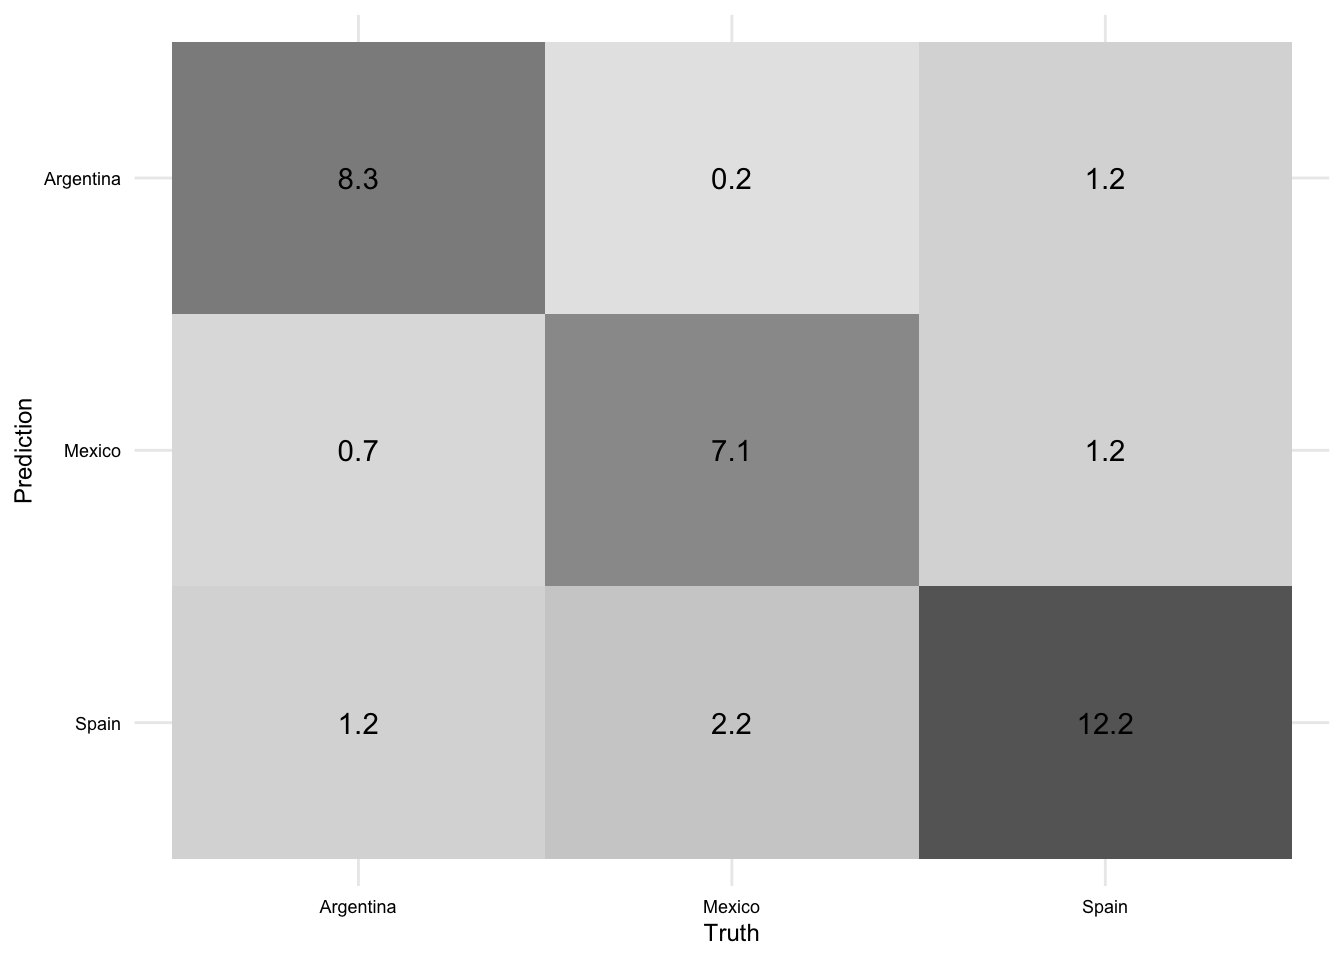 Argentina
8.3
0.2
1.2
Mexico
0.7
7.1
1.2
Spain
1.2
2.2
12.2
Prediction
Argentina
Mexico
Spain
Truth